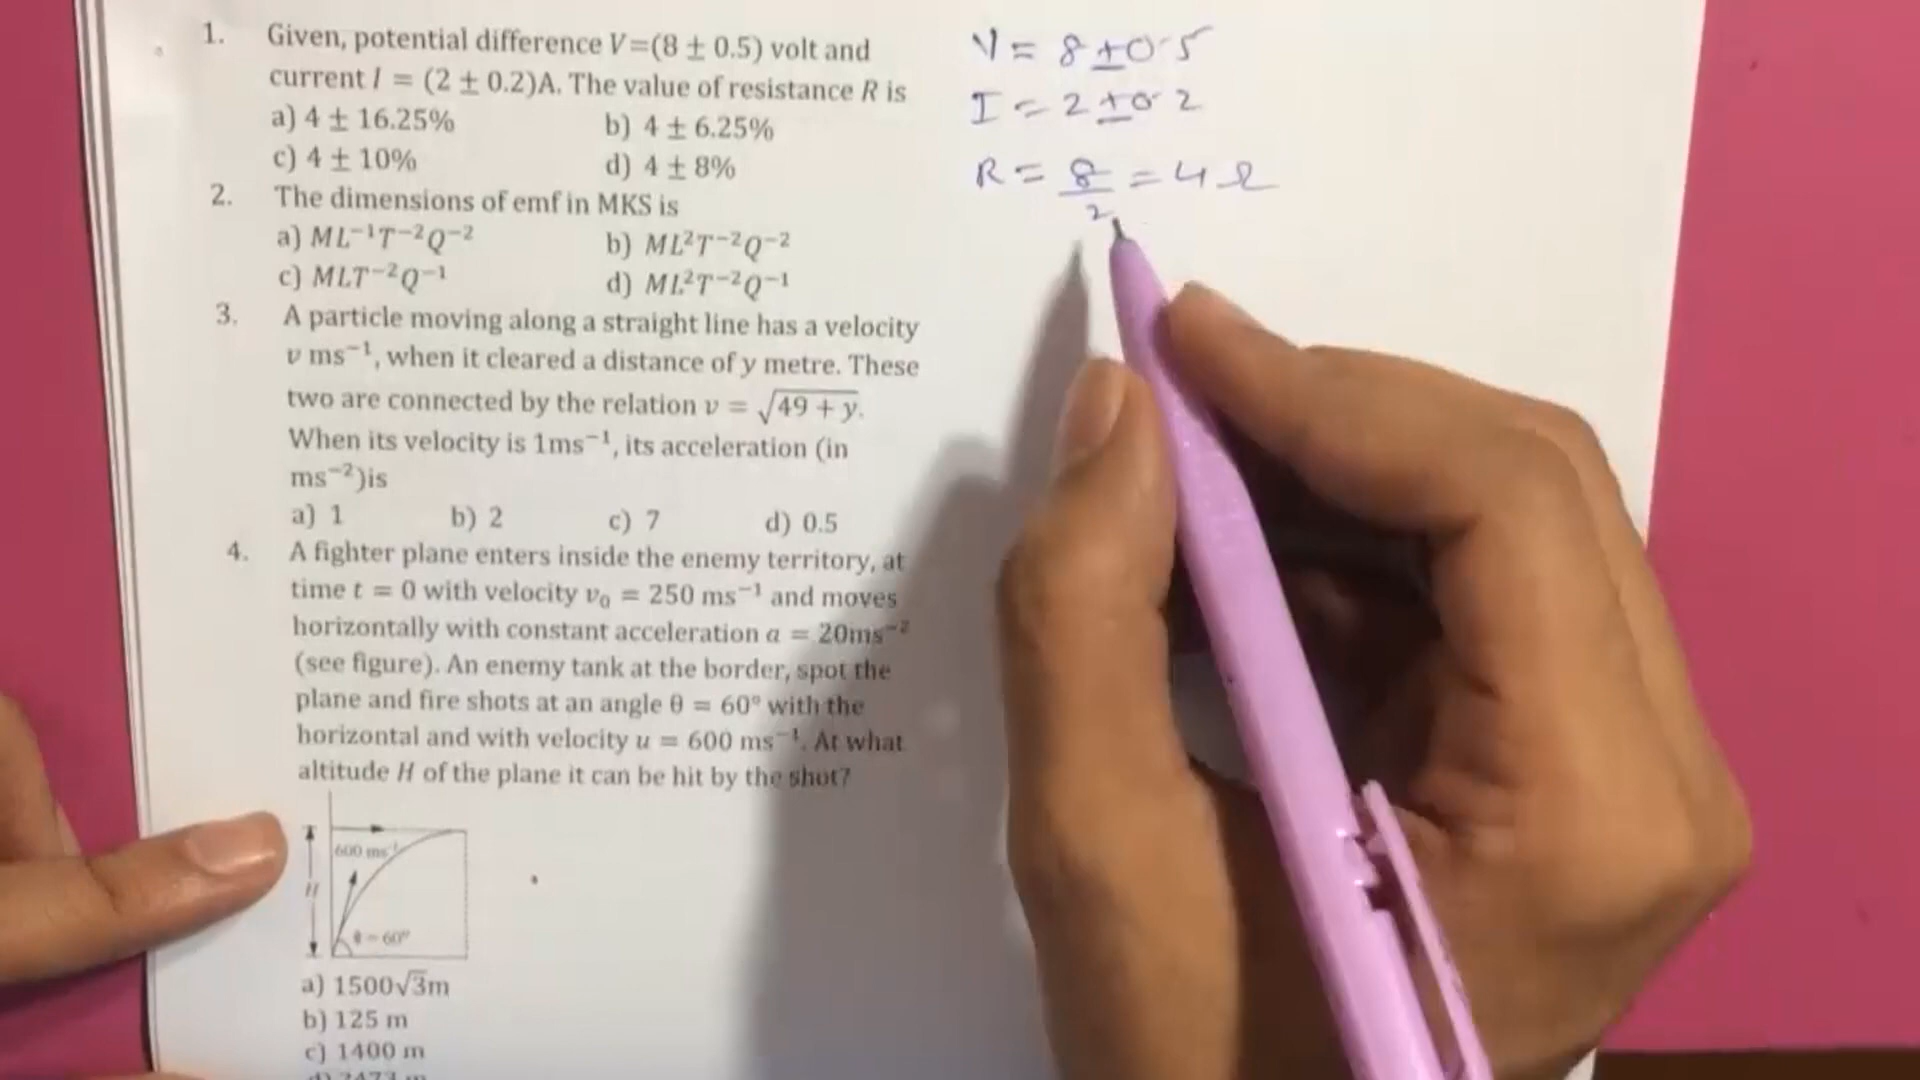 1. Given, potential difference V=(8 ± 0.5) volt and
current I = (2 ± 0.2)A. The value of resistance R is
a) 4 ± 16.25% b) 4 ± 6.25%
c) 4 ± 10% d) 4 ± 8%
2. The dimensions of emf in MKS is
a) ML⁻¹T⁻²Q⁻² b) ML²T⁻²Q⁻²
c) MLT⁻²Q⁻¹ d) ML²T⁻²Q⁻¹
3. A particle moving along a straight line has a velocity
v ms⁻¹, when it cleared a distance of y metre. These
two are connected by the relation v = √49 + y.
When its velocity is 1ms⁻¹, its acceleration (in
ms⁻²)is
a) 1 b) 2 c) 7 d) 0.5
4. A fighter plane enters inside the enemy territory, at
time t = 0 with velocity v₀ = 250 ms⁻¹ and moves
horizontally with constant acceleration a = 20ms⁻²
(see figure). An enemy tank at the border, spot the
plane and fire shots at an angle θ = 60° with the
horizontal and with velocity u = 600 ms⁻¹. At what
altitude H of the plane it can be hit by the shot?
600 ms⁻¹
H
θ = 60°
a) 1500√3m
b) 125 m
c) 1400 m
d) 2473 m
V = 8 ± 0.5
I = 2 ± 0.2
R = 8/2 = 4 Ω